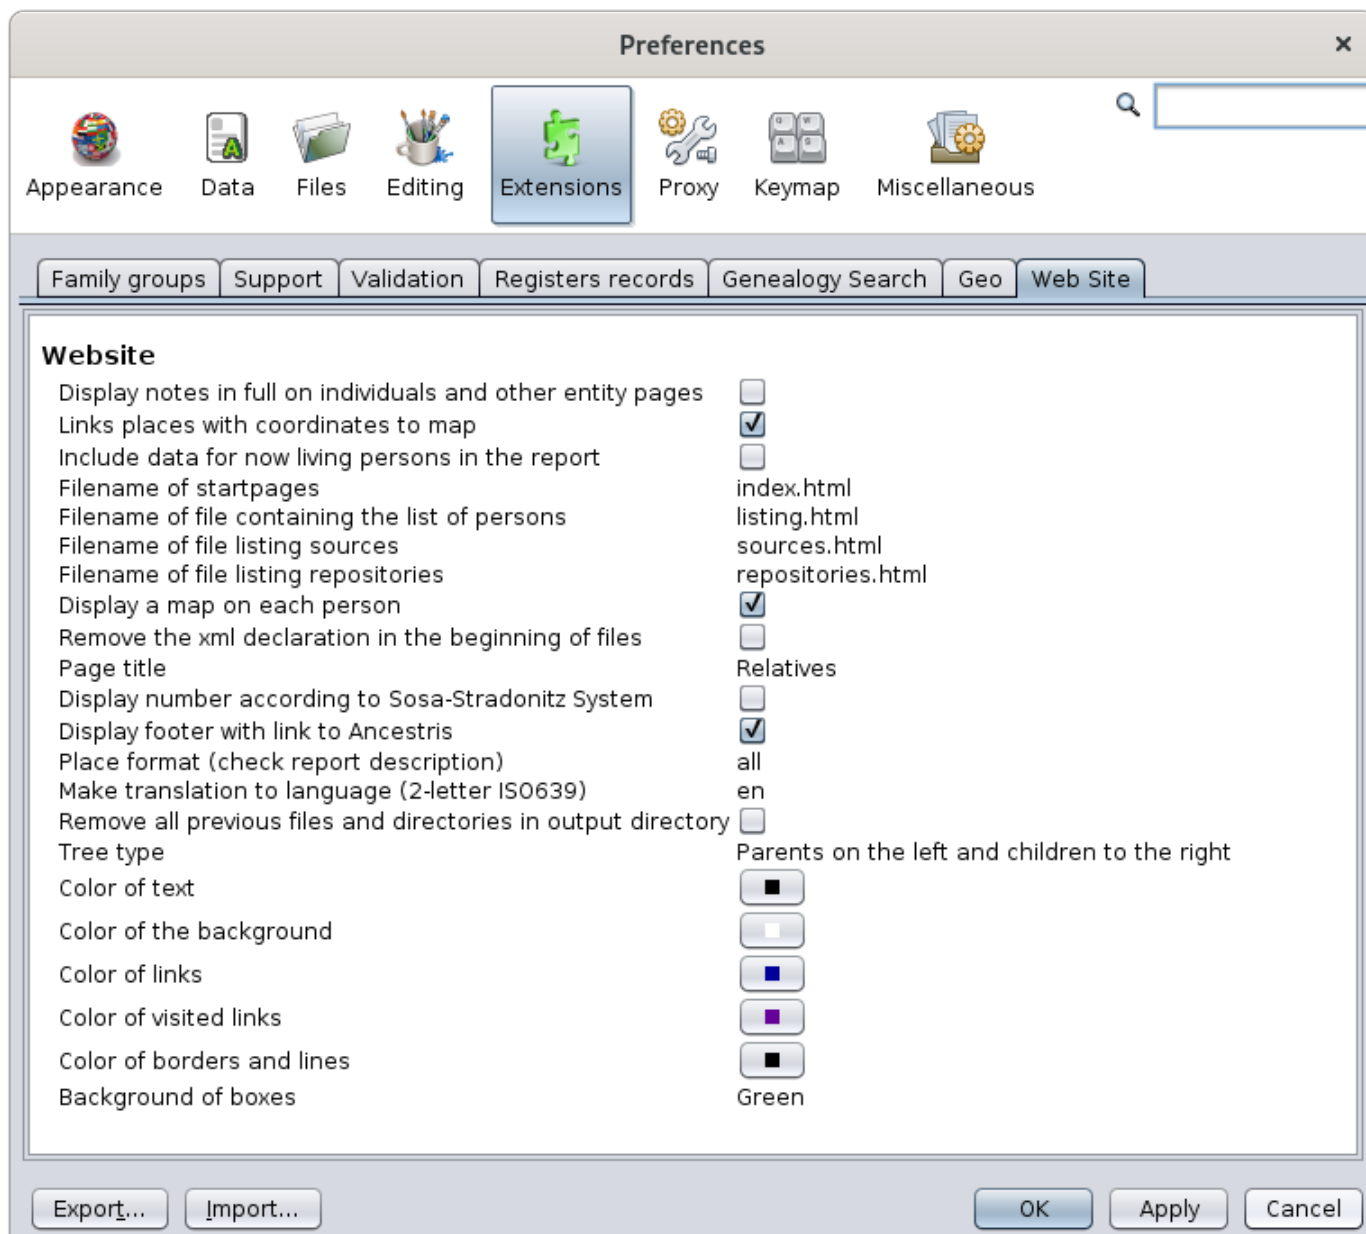 Preferences
Appearance Data Files Editing Extensions Proxy Keymap Miscellaneous
Family groups Support Validation Registers records Genealogy Search Geo Web Site
Website
Display notes in full on individuals and other entity pages
Links places with coordinates to map
Include data for now living persons in the report
Filename of startpages index.html
Filename of file containing the list of persons listing.html
Filename of file listing sources sources.html
Filename of file listing repositories repositories.html
Display a map on each person
Remove the xml declaration in the beginning of files
Page title Relatives
Display number according to Sosa-Stradonitz System
Display footer with link to Ancestris
Place format (check report description) all
Make translation to language (2-letter ISO639) en
Remove all previous files and directories in output directory
Tree type Parents on the left and children to the right
Color of text
Color of the background
Color of links
Color of visited links
Color of borders and lines
Background of boxes Green
Export... Import... OK Apply Cancel